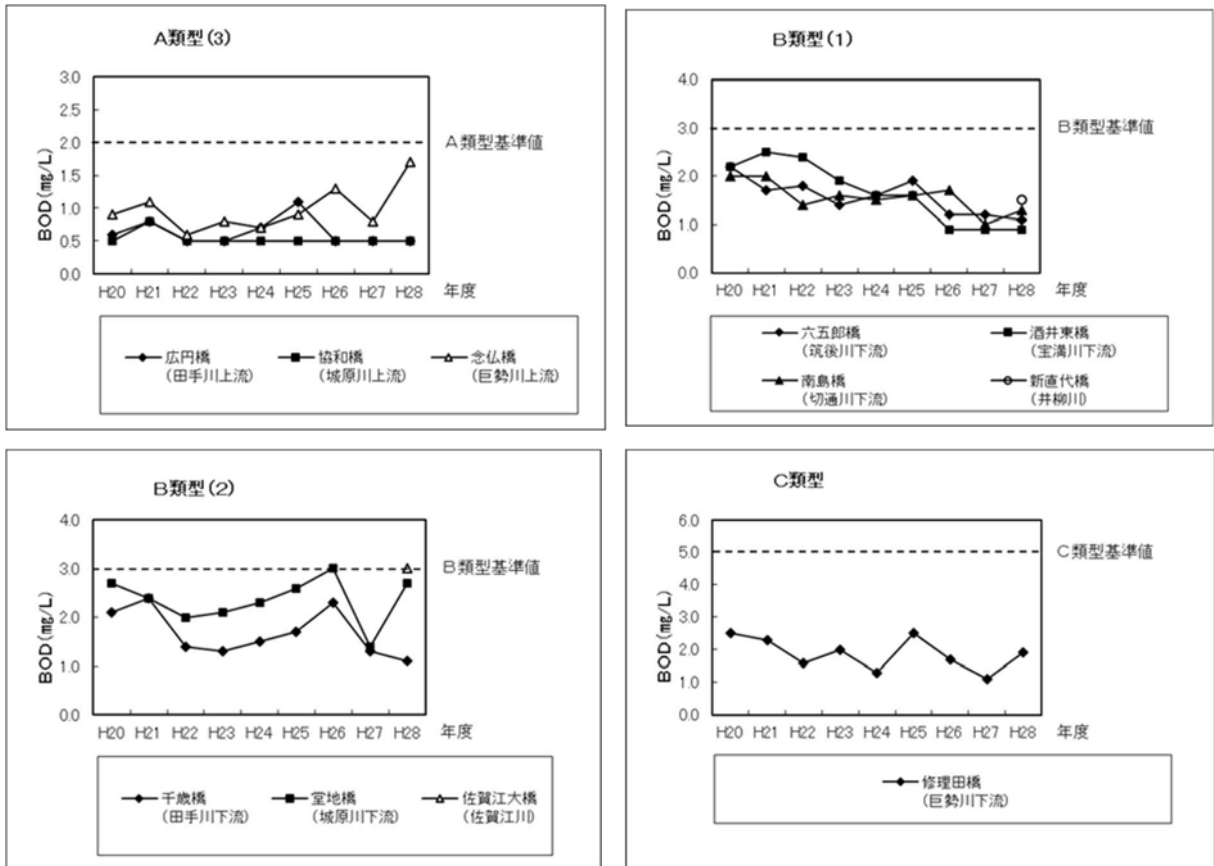 A類型(3)
3.0
2.5
2.0
1.5
1.0
0.5
0.0
BOD(㎎/L)
A類型基準値
H20 H21 H22 H23 H24 H25 H26 H27 H28 年度
広円橋 協和橋 念仏橋
(田手川上流) (城原川上流) (巨勢川上流)
B類型(1)
4.0
3.0
2.0
1.0
0.0
BOD(㎎/L)
B類型基準値
H20 H21 H22 H23 H24 H25 H26 H27 H28 年度
六五郎橋 酒井東橋
(筑後川下流) (宝満川下流)
南島橋 新直代橋
(切通川下流) (井柳川)
B類型(2)
4.0
3.0
2.0
1.0
0.0
BOD(㎎/L)
B類型基準値
H20 H21 H22 H23 H24 H25 H26 H27 H28 年度
千歳橋 堂地橋 佐賀江大橋
(田手川下流) (城原川下流) (佐賀江川)
C類型
6.0
5.0
4.0
3.0
2.0
1.0
0.0
BOD(㎎/L)
C類型基準値
H20 H21 H22 H23 H24 H25 H26 H27 H28 年度
修理田橋
(巨勢川下流)